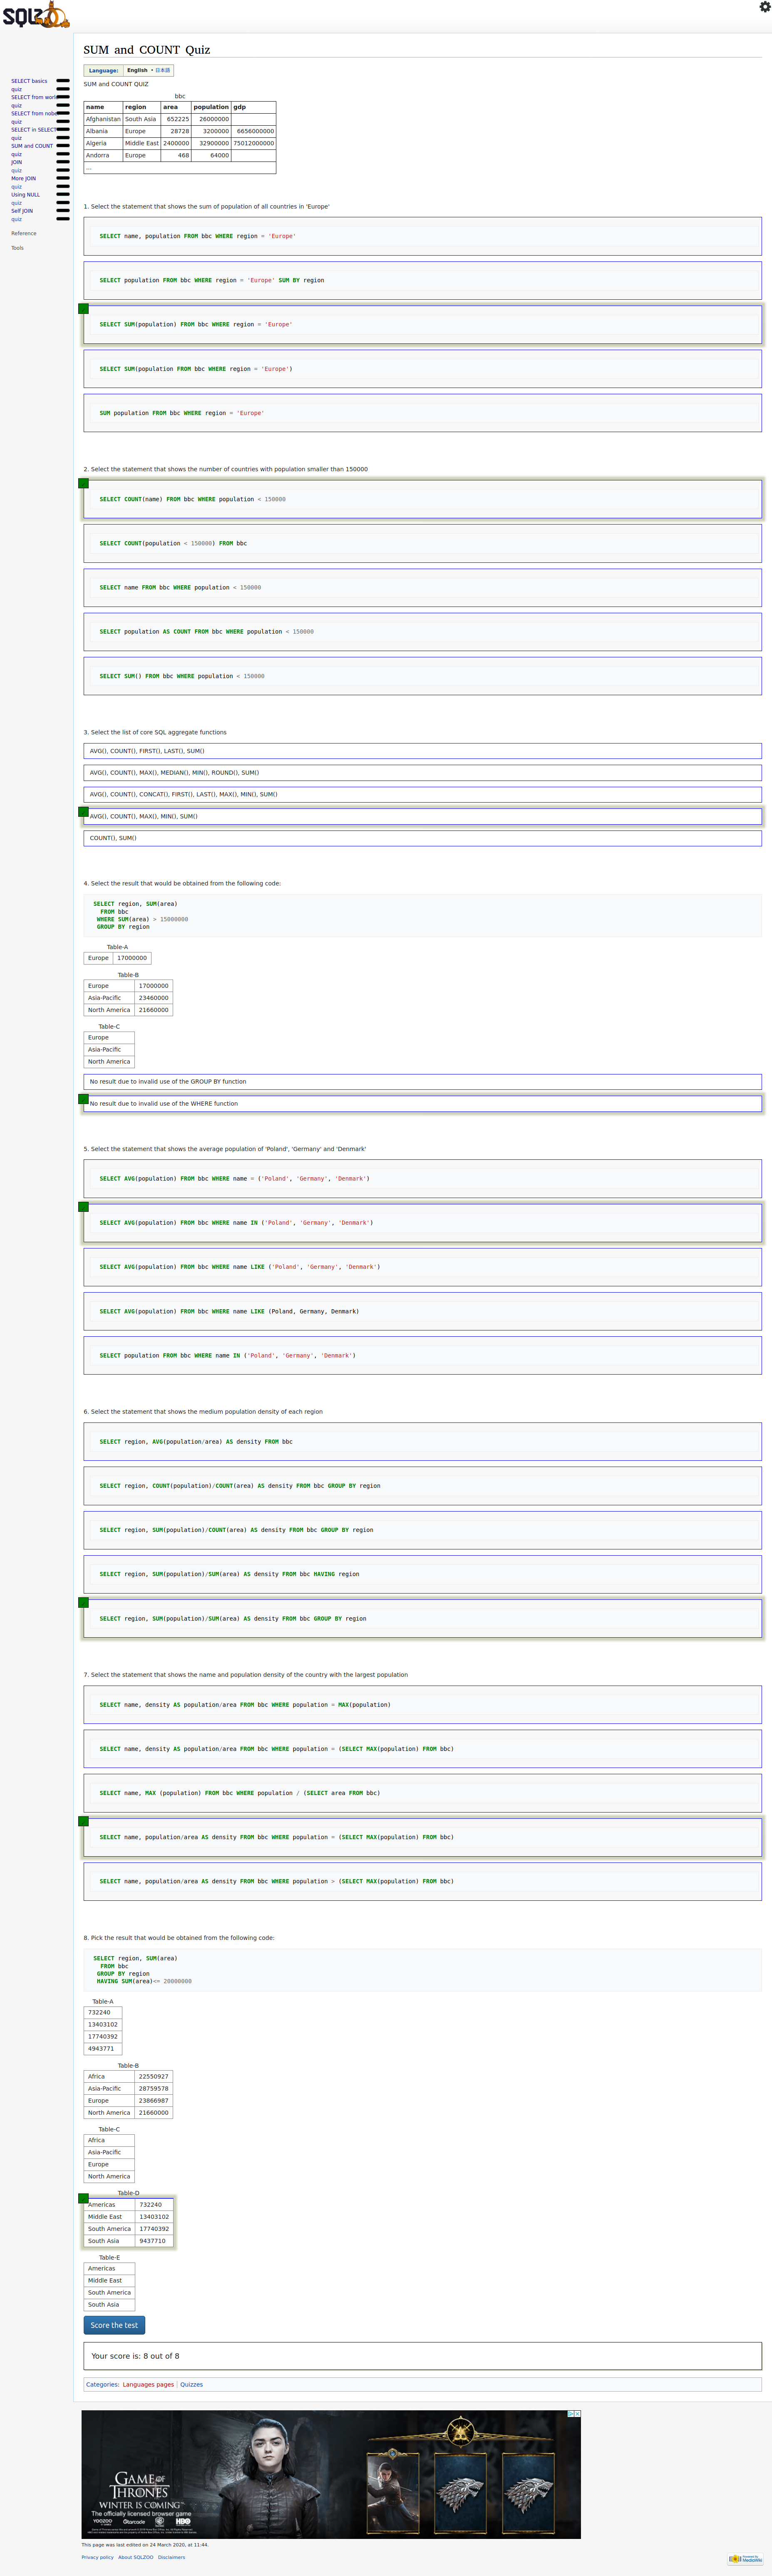 SQLZOO
SUM and COUNT Quiz
Language: English • 日本語
SUM and COUNT QUIZ
SELECT basics
quiz
SELECT from world
quiz
SELECT from nobel
quiz
SELECT in SELECT
quiz
SUM and COUNT
quiz
JOIN
quiz
More JOIN
quiz
Using NULL
quiz
Self JOIN
quiz
Reference
Tools
bbc
name region area population gdp
Afghanistan South Asia 652225 26000000
Albania Europe 28728 3200000 6656000000
Algeria Middle East 2400000 32900000 75012000000
Andorra Europe 468 64000
...
1. Select the statement that shows the sum of population of all countries in 'Europe'
SELECT name, population FROM bbc WHERE region = 'Europe'
SELECT population FROM bbc WHERE region = 'Europe' SUM BY region
SELECT SUM(population) FROM bbc WHERE region = 'Europe'
SELECT SUM(population FROM bbc WHERE region = 'Europe')
SUM population FROM bbc WHERE region = 'Europe'
2. Select the statement that shows the number of countries with population smaller than 150000
SELECT COUNT(name) FROM bbc WHERE population < 150000
SELECT COUNT(population < 150000) FROM bbc
SELECT name FROM bbc WHERE population < 150000
SELECT population AS COUNT FROM bbc WHERE population < 150000
SELECT SUM() FROM bbc WHERE population < 150000
3. Select the list of core SQL aggregate functions
AVG(), COUNT(), FIRST(), LAST(), SUM()
AVG(), COUNT(), MAX(), MEDIAN(), MIN(), ROUND(), SUM()
AVG(), COUNT(), CONCAT(), FIRST(), LAST(), MAX(), MIN(), SUM()
AVG(), COUNT(), MAX(), MIN(), SUM()
COUNT(), SUM()
4. Select the result that would be obtained from the following code:
SELECT region, SUM(area)
FROM bbc
WHERE SUM(area) > 15000000
GROUP BY region
Table-A
Europe 17000000
Table-B
Europe 17000000
Asia-Pacific 23460000
North America 21660000
Table-C
Europe
Asia-Pacific
North America
No result due to invalid use of the GROUP BY function
No result due to invalid use of the WHERE function
5. Select the statement that shows the average population of 'Poland', 'Germany' and 'Denmark'
SELECT AVG(population) FROM bbc WHERE name = ('Poland', 'Germany', 'Denmark')
SELECT AVG(population) FROM bbc WHERE name IN ('Poland', 'Germany', 'Denmark')
SELECT AVG(population) FROM bbc WHERE name LIKE ('Poland', 'Germany', 'Denmark')
SELECT AVG(population) FROM bbc WHERE name LIKE (Poland, Germany, Denmark)
SELECT population FROM bbc WHERE name IN ('Poland', 'Germany', 'Denmark')
6. Select the statement that shows the medium population density of each region
SELECT region, AVG(population/area) AS density FROM bbc
SELECT region, COUNT(population)/COUNT(area) AS density FROM bbc GROUP BY region
SELECT region, SUM(population)/COUNT(area) AS density FROM bbc GROUP BY region
SELECT region, SUM(population)/SUM(area) AS density FROM bbc HAVING region
SELECT region, SUM(population)/SUM(area) AS density FROM bbc GROUP BY region
7. Select the statement that shows the name and population density of the country with the largest population
SELECT name, density AS population/area FROM bbc WHERE population = MAX(population)
SELECT name, density AS population/area FROM bbc WHERE population = (SELECT MAX(population) FROM bbc)
SELECT name, MAX (population) FROM bbc WHERE population / (SELECT area FROM bbc)
SELECT name, population/area AS density FROM bbc WHERE population = (SELECT MAX(population) FROM bbc)
SELECT name, population/area AS density FROM bbc WHERE population > (SELECT MAX(population) FROM bbc)
8. Pick the result that would be obtained from the following code:
SELECT region, SUM(area)
FROM bbc
GROUP BY region
HAVING SUM(area)<= 20000000
Table-A
732240
13403102
17740392
4943771
Table-B
Africa 22550927
Asia-Pacific 28759578
Europe 23866987
North America 21660000
Table-C
Africa
Asia-Pacific
Europe
North America
Table-D
Americas 732240
Middle East 13403102
South America 17740392
South Asia 9437710
Table-E
Americas
Middle East
South America
South Asia
Score the test
Your score is: 8 out of 8
Categories: Languages pages Quizzes
GAME OF
THRONES
WINTER IS COMING
The officially licensed browser game
YOOZOO GAMES Gtarcade HBO
This page was last edited on 24 March 2020, at 11:44.
Privacy policy About SQLZOO Disclaimers
Powered By MediaWiki